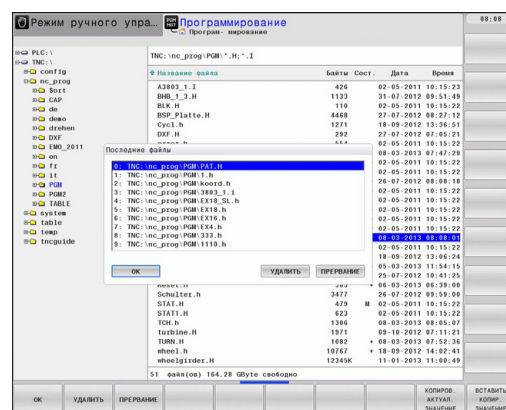 Режим ручного упра…
PGM
MGT
Программирование
Програм- мирование
08:08
PLC:\
TNC:\
config
nc_prog
$ort
CAP
de
demo
drehen
DXF
EMO_2011
en
fr
it
PGM
PGM2
TABLE
system
table
temp
tncguide
TNC:\nc_prog\PGM\*.H;*.I
Название файла Байты Сост. Дата Время
A3803_1.I 426 02-05-2011 10:15:23
BHB_1_3.H 1133 31-07-2012 09:51:49
BLK.H 110 02-05-2011 10:15:22
BSP_Platte.H 4468 27-07-2012 08:27:12
Cycl.h 1271 18-09-2012 13:36:51
DXF.H 292 27-07-2012 07:05:21
error.h 554 02-05-2011 10:15:22
08-03-2013 07:47:29
02-05-2011 10:15:22
02-05-2011 10:15:22
26-07-2012 08:08:18
02-05-2011 10:15:22
02-05-2011 10:15:22
02-05-2011 10:15:22
02-05-2011 10:15:22
08-03-2013 08:08:01
02-05-2011 10:15:22
18-09-2012 13:06:24
05-03-2013 11:54:15
25-07-2012 10:41:25
Reset.H 383 + 06-03-2013 06:39:00
Schulter.h 3477 26-07-2012 09:59:00
STAT.H 479 M 02-05-2011 10:15:22
STAT1.H 623 02-05-2011 10:15:22
TCH.h 1306 08-03-2013 08:05:07
turbine.H 1971 09-10-2012 07:11:21
TURN.H 1082 + 08-03-2013 07:52:36
wheel.h 10767 + 18-09-2012 14:02:41
wheelgirder.H 12345K 11-01-2013 11:00:49
51 файл(ов) 164.28 GByte свободно
Последние файлы
0: TNC:\nc_prog\PGM\PAT.H
1: TNC:\nc_prog\PGM\1.h
2: TNC:\nc_prog\PGM\koord.h
3: TNC:\nc_prog\PGM\3803_1.i
4: TNC:\nc_prog\PGM\EX18_SL.h
5: TNC:\nc_prog\PGM\EX18.h
6: TNC:\nc_prog\PGM\EX16.h
7: TNC:\nc_prog\PGM\EX4.h
8: TNC:\nc_prog\PGM\333.h
9: TNC:\nc_prog\PGM\1110.h
ОК УДАЛИТЬ ПРЕРВАНИЕ
ОК
УДАЛИТЬ
ПРЕРВАНИЕ
КОПИРОВ.
АКТУАЛ.
ЗНАЧЕНИЕ
ВСТАВИТЬ
КОПИР.
ЗНАЧЕНИЕ